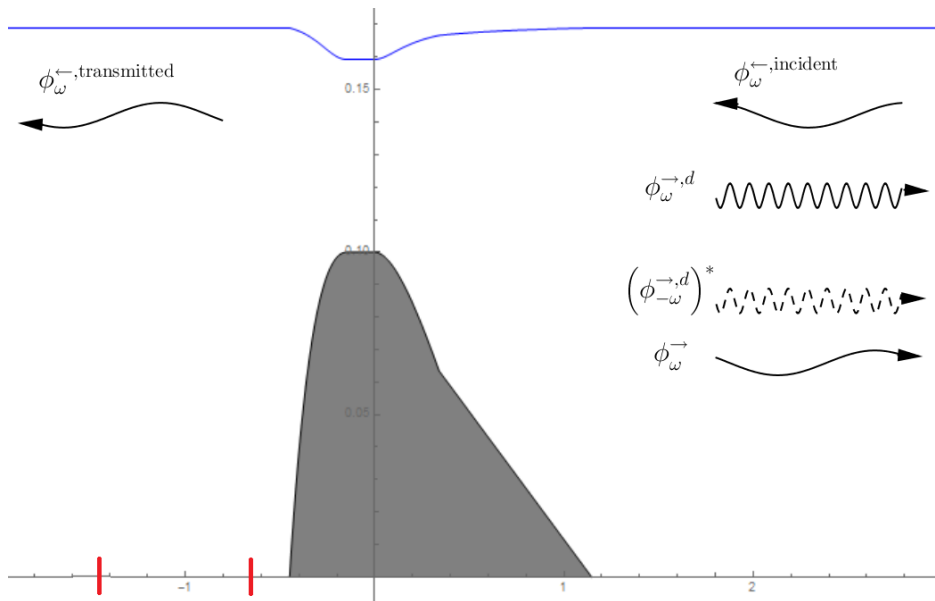 ϕ_ω^{←,transmitted}
ϕ_ω^{←,incident}
0.15
ϕ_ω^{→,d}
0.10
(ϕ_{-ω}^{→,d})^*
ϕ_ω^→
0.05
−1
1
2